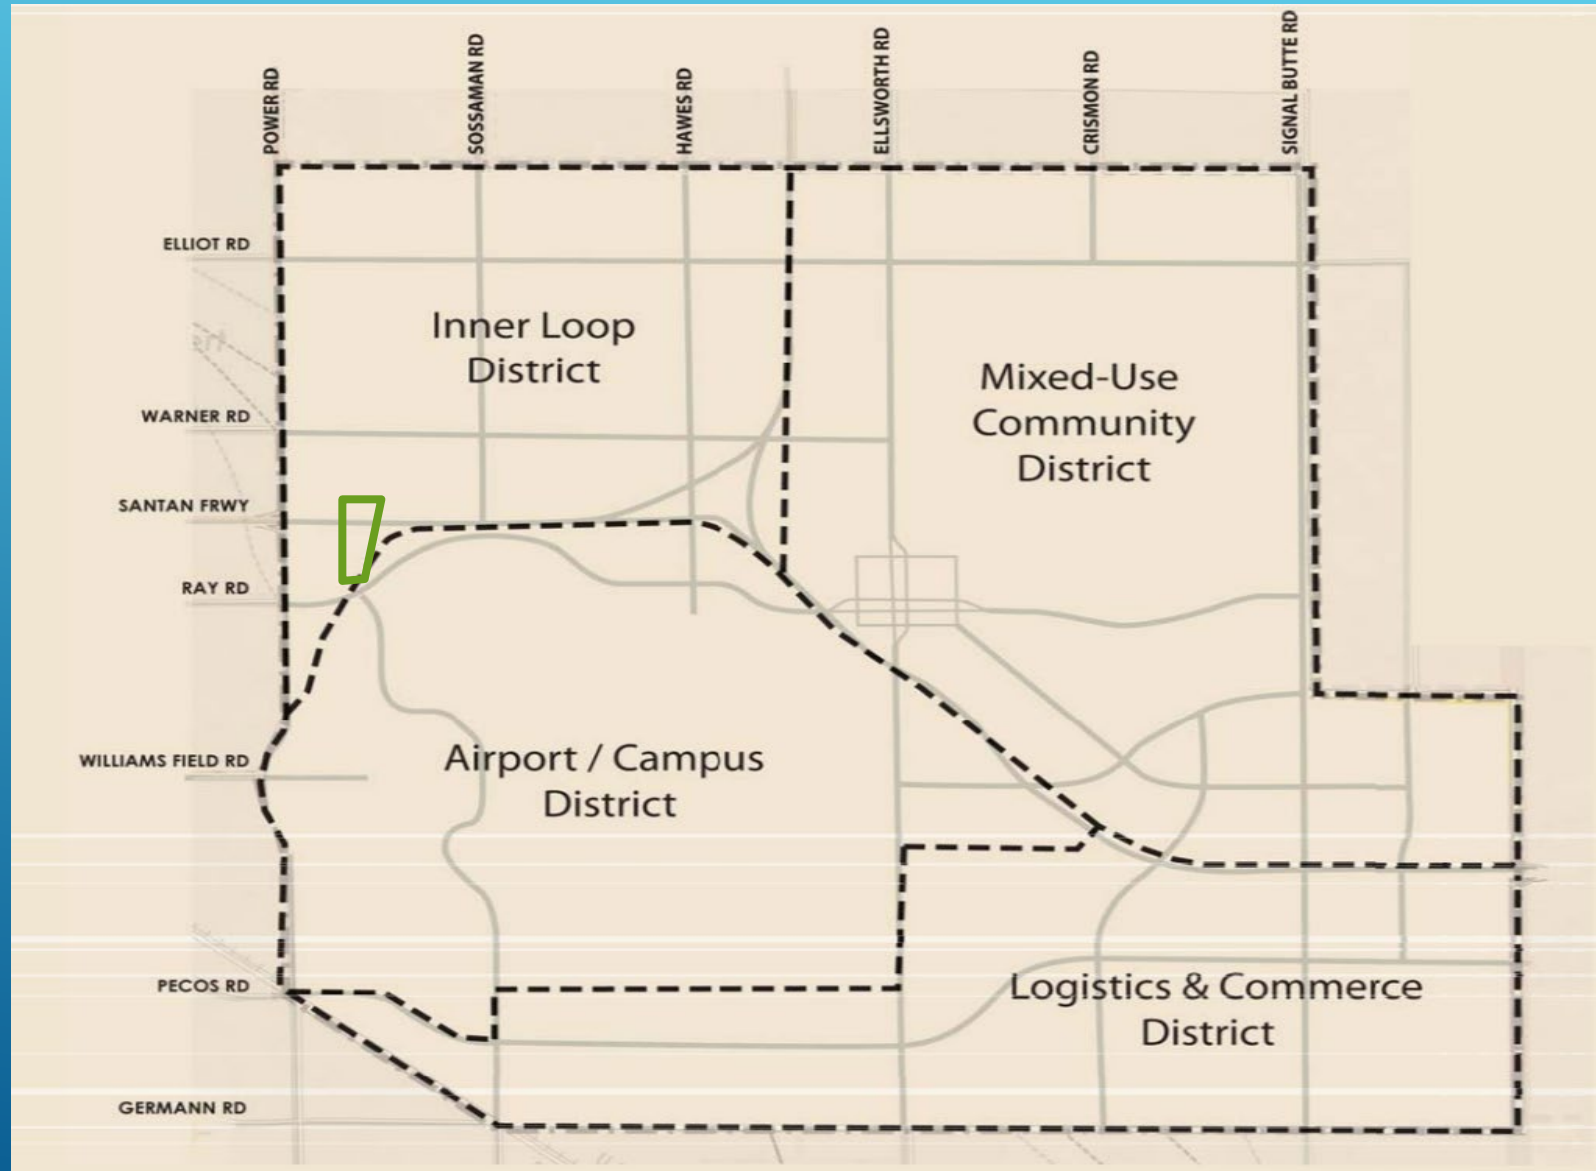 POWER RD
SOSSAMAN RD
HAWES RD
ELLSWORTH RD
CRISMON RD
SIGNAL BUTTE RD
ELLIOT RD
Inner Loop
District
Mixed-Use
Community
District
WARNER RD
SANTAN FRWY
RAY RD
WILLIAMS FIELD RD
Airport / Campus
District
PECOS RD
Logistics & Commerce
District
GERMANN RD